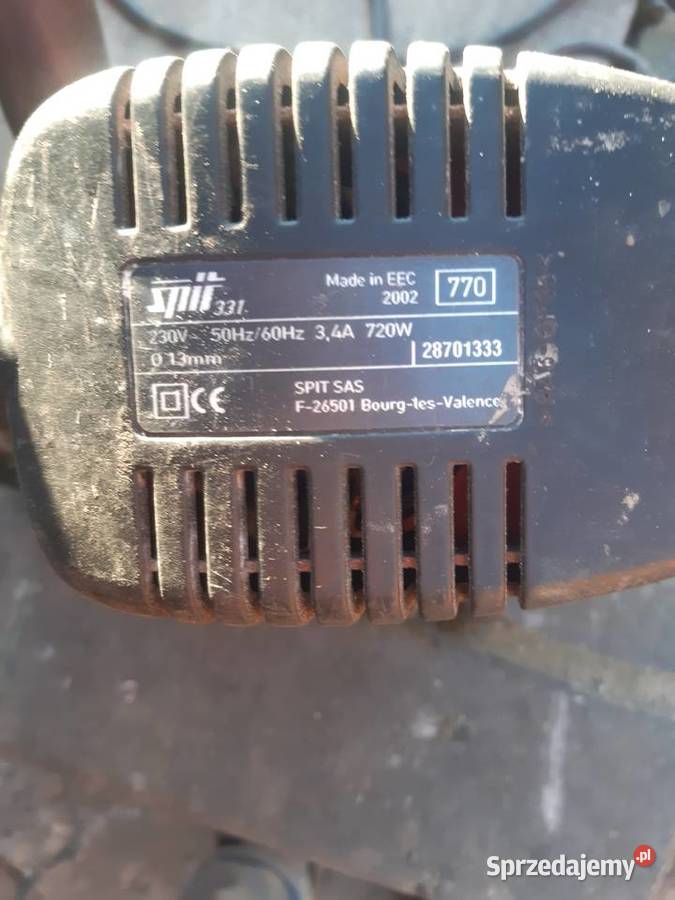 spit 331
Made in EEC
2002
770
230V~ 50Hz/60Hz 3,4A 720W
Ø 13mm
28701333
CE
SPIT SAS
F-26501 Bourg-les-Valence
Sprzedajemy.pl